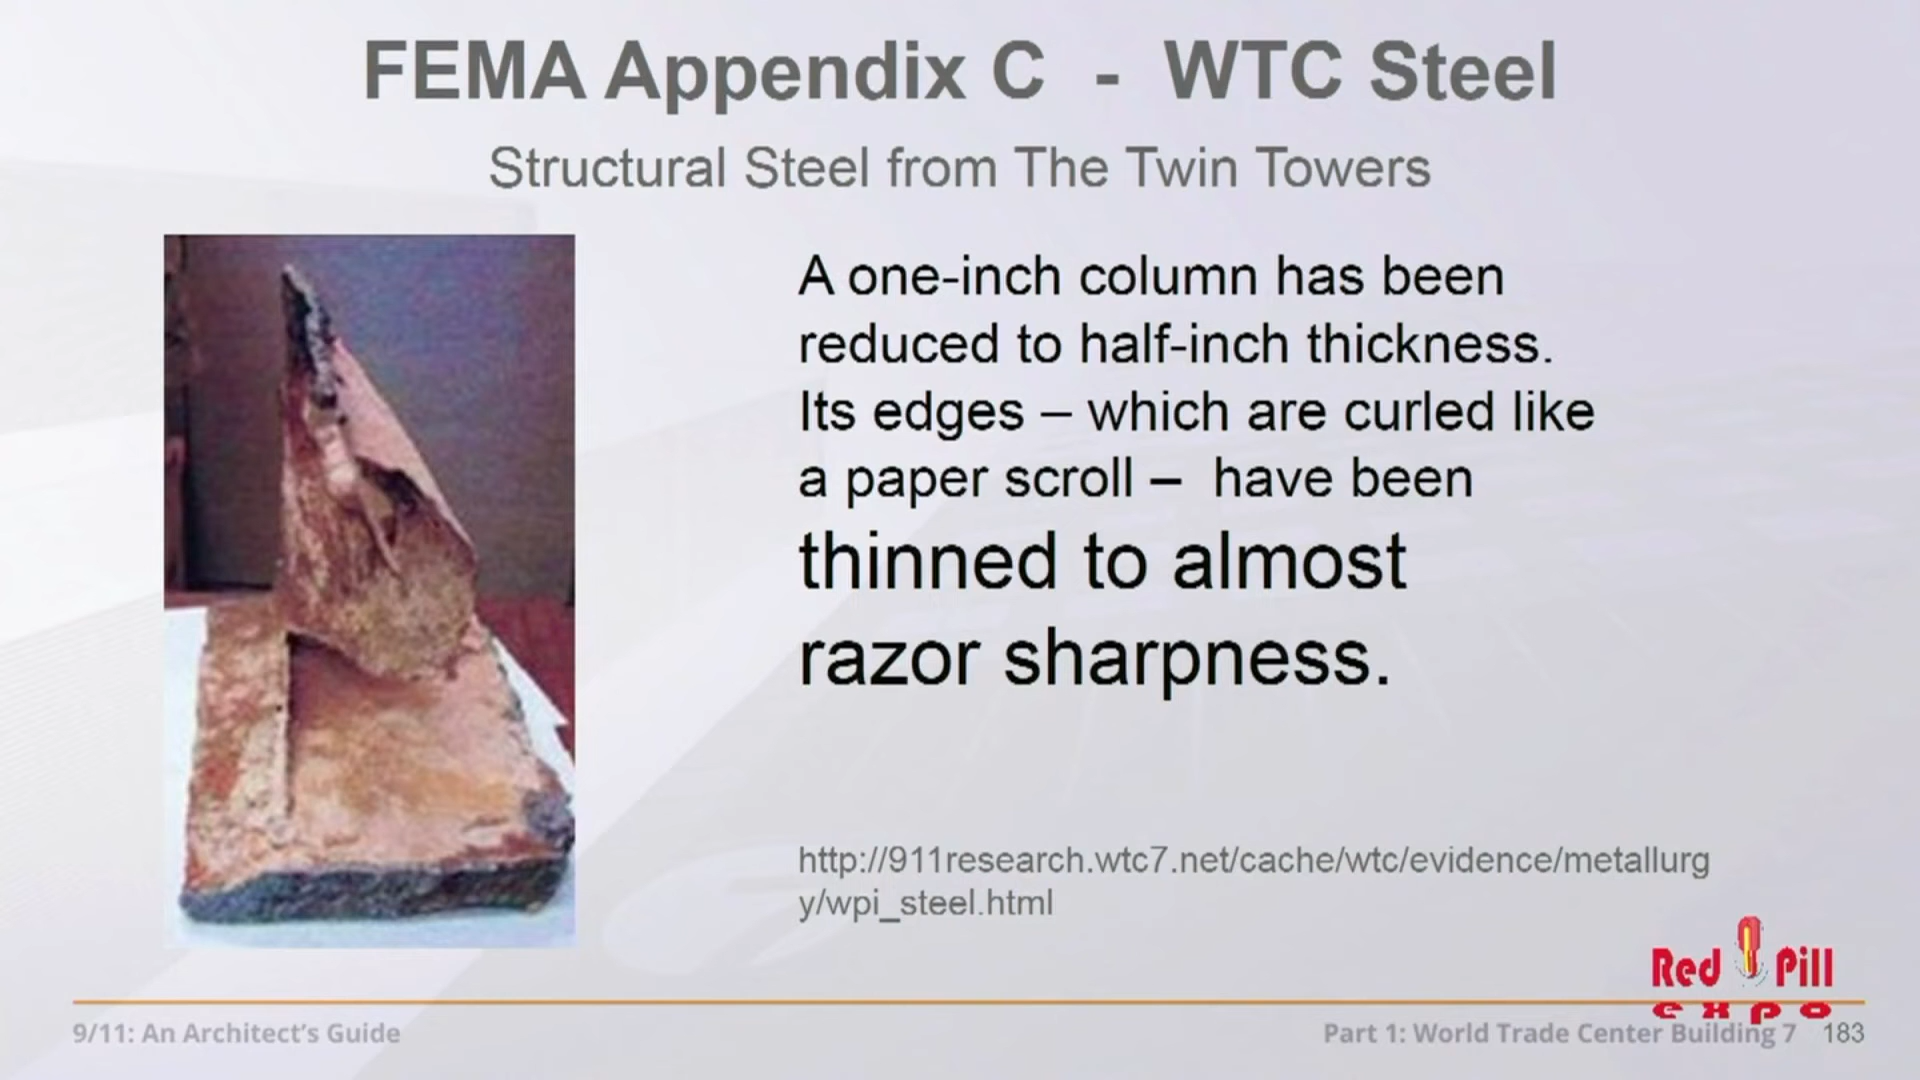 FEMA Appendix C - WTC Steel
Structural Steel from The Twin Towers
A one-inch column has been
reduced to half-inch thickness.
Its edges – which are curled like
a paper scroll – have been
thinned to almost
razor sharpness.
http://911research.wtc7.net/cache/wtc/evidence/metallurg
y/wpi_steel.html
Red Pill
expo
9/11: An Architect's Guide
Part 1: World Trade Center Building 7 183